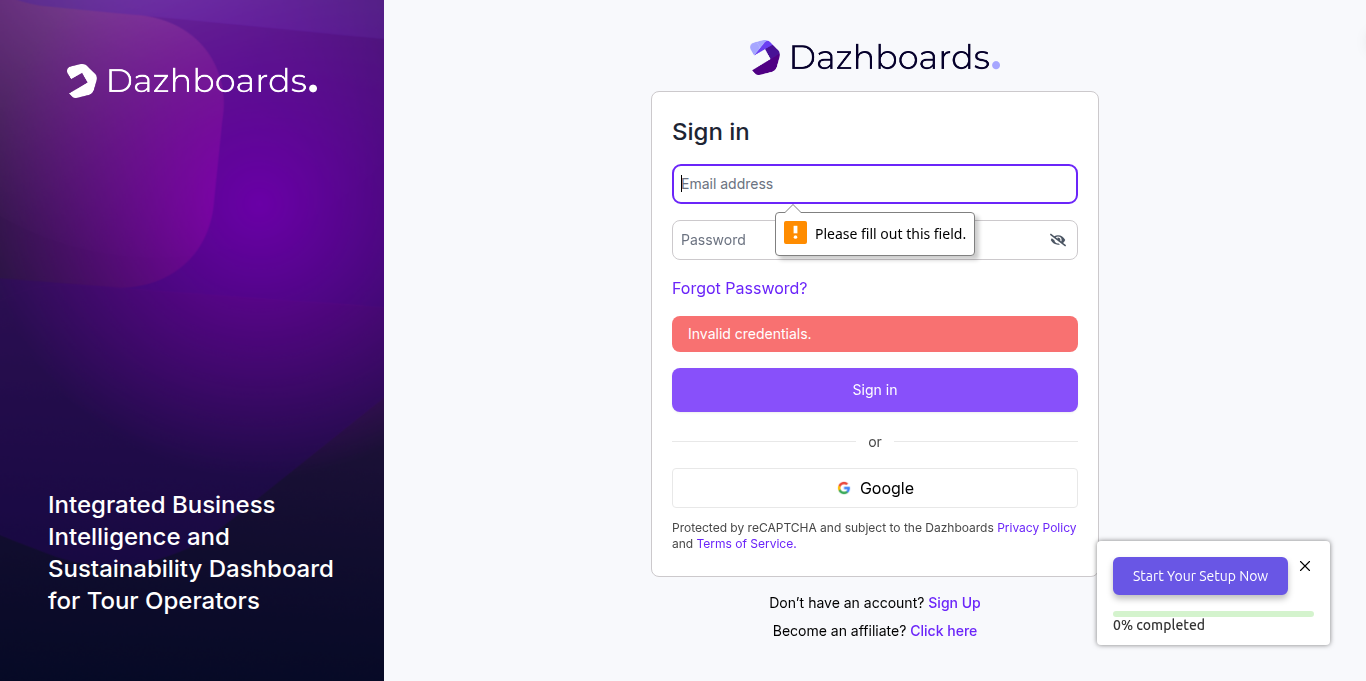 Dazhboards.
Integrated Business
Intelligence and
Sustainability Dashboard
for Tour Operators
Dazhboards.
Sign in
Email address
Please fill out this field.
Password
Forgot Password?
Invalid credentials.
Sign in
or
Google
Protected by reCAPTCHA and subject to the Dazhboards Privacy Policy
and Terms of Service.
Don't have an account? Sign Up
Become an affiliate? Click here
Start Your Setup Now
0% completed